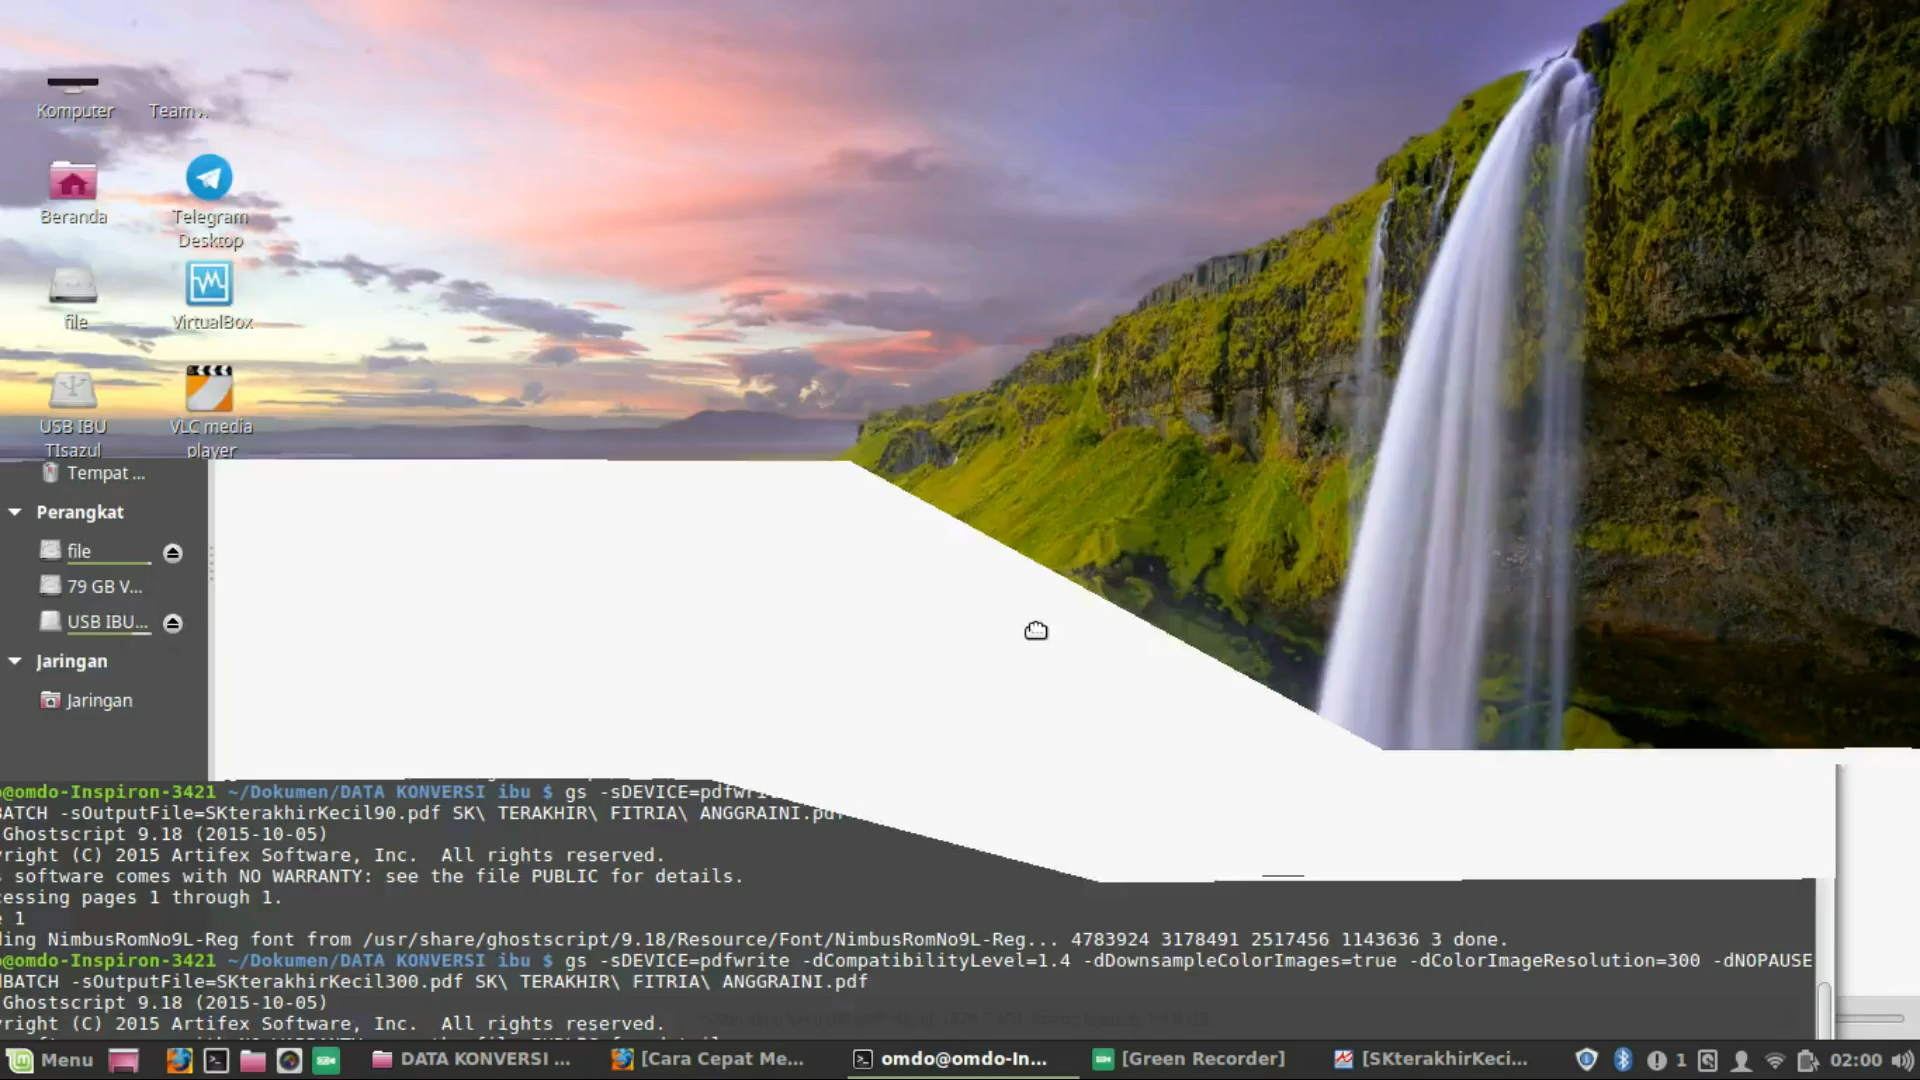 Komputer
Team...
Beranda
Telegram
Desktop
file
VirtualBox
USB IBU
TIsazul
VLC media
player
Tempat ...
Perangkat
file
79 GB V...
USB IBU...
Jaringan
Jaringan
@omdo-Inspiron-3421 ~/Dokumen/DATA KONVERSI ibu $ gs -sDEVICE=pdfwri
BATCH -sOutputFile=SKterakhirKecil90.pdf SK\ TERAKHIR\ FITRIA\ ANGGRAINI.pdf
Ghostscript 9.18 (2015-10-05)
right (C) 2015 Artifex Software, Inc.  All rights reserved.
software comes with NO WARRANTY: see the file PUBLIC for details.
essing pages 1 through 1.
1
ing NimbusRomNo9L-Reg font from /usr/share/ghostscript/9.18/Resource/Font/NimbusRomNo9L-Reg... 4783924 3178491 2517456 1143636 3 done.
@omdo-Inspiron-3421 ~/Dokumen/DATA KONVERSI ibu $ gs -sDEVICE=pdfwrite -dCompatibilityLevel=1.4 -dDownsampleColorImages=true -dColorImageResolution=300 -dNOPAUSE
BATCH -sOutputFile=SKterakhirKecil300.pdf SK\ TERAKHIR\ FITRIA\ ANGGRAINI.pdf
Ghostscript 9.18 (2015-10-05)
right (C) 2015 Artifex Software, Inc.  All rights reserved.
Menu
DATA KONVERSI ...
[Cara Cepat Me...
omdo@omdo-In...
[Green Recorder]
[SKterakhirKeci...
1
02:00